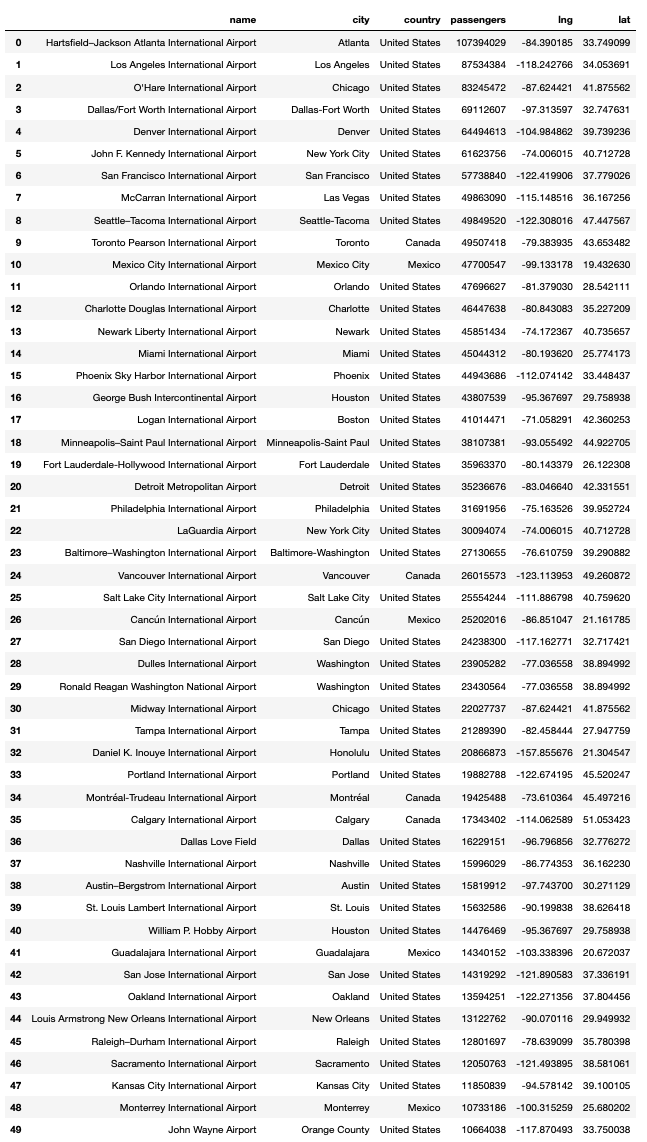 name city country passengers lng lat
0 Hartsfield–Jackson Atlanta International Airport Atlanta United States 107394029 -84.390185 33.749099
1 Los Angeles International Airport Los Angeles United States 87534384 -118.242766 34.053691
2 O'Hare International Airport Chicago United States 83245472 -87.624421 41.875562
3 Dallas/Fort Worth International Airport Dallas-Fort Worth United States 69112607 -97.313597 32.747631
4 Denver International Airport Denver United States 64494613 -104.984862 39.739236
5 John F. Kennedy International Airport New York City United States 61623756 -74.006015 40.712728
6 San Francisco International Airport San Francisco United States 57738840 -122.419906 37.779026
7 McCarran International Airport Las Vegas United States 49863090 -115.148516 36.167256
8 Seattle–Tacoma International Airport Seattle-Tacoma United States 49849520 -122.308016 47.447567
9 Toronto Pearson International Airport Toronto Canada 49507418 -79.383935 43.653482
10 Mexico City International Airport Mexico City Mexico 47700547 -99.133178 19.432630
11 Orlando International Airport Orlando United States 47696627 -81.379030 28.542111
12 Charlotte Douglas International Airport Charlotte United States 46447638 -80.843083 35.227209
13 Newark Liberty International Airport Newark United States 45851434 -74.172367 40.735657
14 Miami International Airport Miami United States 45044312 -80.193620 25.774173
15 Phoenix Sky Harbor International Airport Phoenix United States 44943686 -112.074142 33.448437
16 George Bush Intercontinental Airport Houston United States 43807539 -95.367697 29.758938
17 Logan International Airport Boston United States 41014471 -71.058291 42.360253
18 Minneapolis–Saint Paul International Airport Minneapolis-Saint Paul United States 38107381 -93.055492 44.922705
19 Fort Lauderdale-Hollywood International Airport Fort Lauderdale United States 35963370 -80.143379 26.122308
20 Detroit Metropolitan Airport Detroit United States 35236676 -83.046640 42.331551
21 Philadelphia International Airport Philadelphia United States 31691956 -75.163526 39.952724
22 LaGuardia Airport New York City United States 30094074 -74.006015 40.712728
23 Baltimore–Washington International Airport Baltimore-Washington United States 27130655 -76.610759 39.290882
24 Vancouver International Airport Vancouver Canada 26015573 -123.113953 49.260872
25 Salt Lake City International Airport Salt Lake City United States 25554244 -111.886798 40.759620
26 Cancún International Airport Cancún Mexico 25202016 -86.851047 21.161785
27 San Diego International Airport San Diego United States 24238300 -117.162771 32.717421
28 Dulles International Airport Washington United States 23905282 -77.036558 38.894992
29 Ronald Reagan Washington National Airport Washington United States 23430564 -77.036558 38.894992
30 Midway International Airport Chicago United States 22027737 -87.624421 41.875562
31 Tampa International Airport Tampa United States 21289390 -82.458444 27.947759
32 Daniel K. Inouye International Airport Honolulu United States 20866873 -157.855676 21.304547
33 Portland International Airport Portland United States 19882788 -122.674195 45.520247
34 Montréal-Trudeau International Airport Montréal Canada 19425488 -73.610364 45.497216
35 Calgary International Airport Calgary Canada 17343402 -114.062589 51.053423
36 Dallas Love Field Dallas United States 16229151 -96.796856 32.776272
37 Nashville International Airport Nashville United States 15996029 -86.774353 36.162230
38 Austin–Bergstrom International Airport Austin United States 15819912 -97.743700 30.271129
39 St. Louis Lambert International Airport St. Louis United States 15632586 -90.199838 38.626418
40 William P. Hobby Airport Houston United States 14476469 -95.367697 29.758938
41 Guadalajara International Airport Guadalajara Mexico 14340152 -103.338396 20.672037
42 San Jose International Airport San Jose United States 14319292 -121.890583 37.336191
43 Oakland International Airport Oakland United States 13594251 -122.271356 37.804456
44 Louis Armstrong New Orleans International Airport New Orleans United States 13122762 -90.070116 29.949932
45 Raleigh–Durham International Airport Raleigh United States 12801697 -78.639099 35.780398
46 Sacramento International Airport Sacramento United States 12050763 -121.493895 38.581061
47 Kansas City International Airport Kansas City United States 11850839 -94.578142 39.100105
48 Monterrey International Airport Monterrey Mexico 10733186 -100.315259 25.680202
49 John Wayne Airport Orange County United States 10664038 -117.870493 33.750038